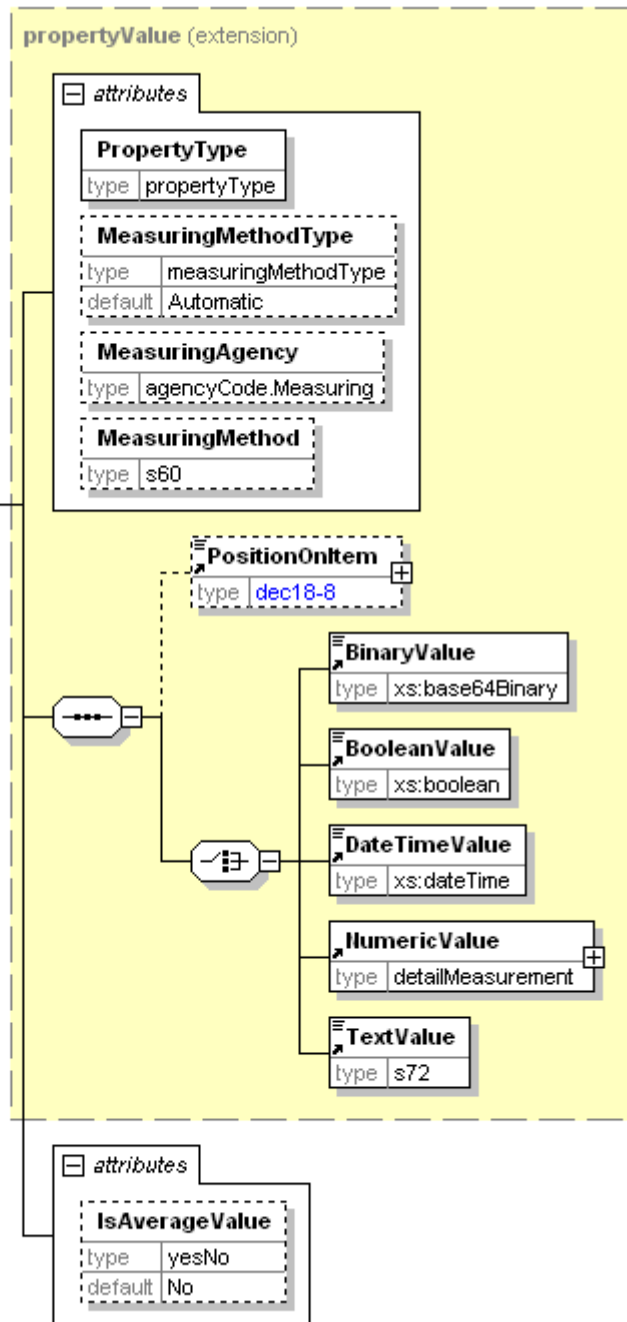 propertyValue (extension)
attributes
PropertyType
type propertyType
MeasuringMethodType
type measuringMethodType
default Automatic
MeasuringAgency
type agencyCode.Measuring
MeasuringMethod
type s60
PositionOnItem
type dec18-8
BinaryValue
type xs:base64Binary
BooleanValue
type xs:boolean
DateTimeValue
type xs:dateTime
NumericValue
type detailMeasurement
TextValue
type s72
attributes
IsAverageValue
type yesNo
default No